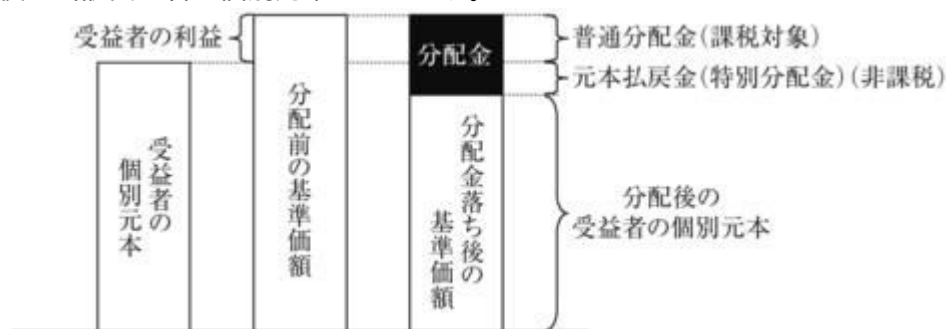 受益者の利益
受益者の
個別元本
分配前の基準価額
分配金
分配金落ち後の
基準価額
普通分配金(課税対象)
元本払戻金(特別分配金)(非課税)
分配後の
受益者の個別元本